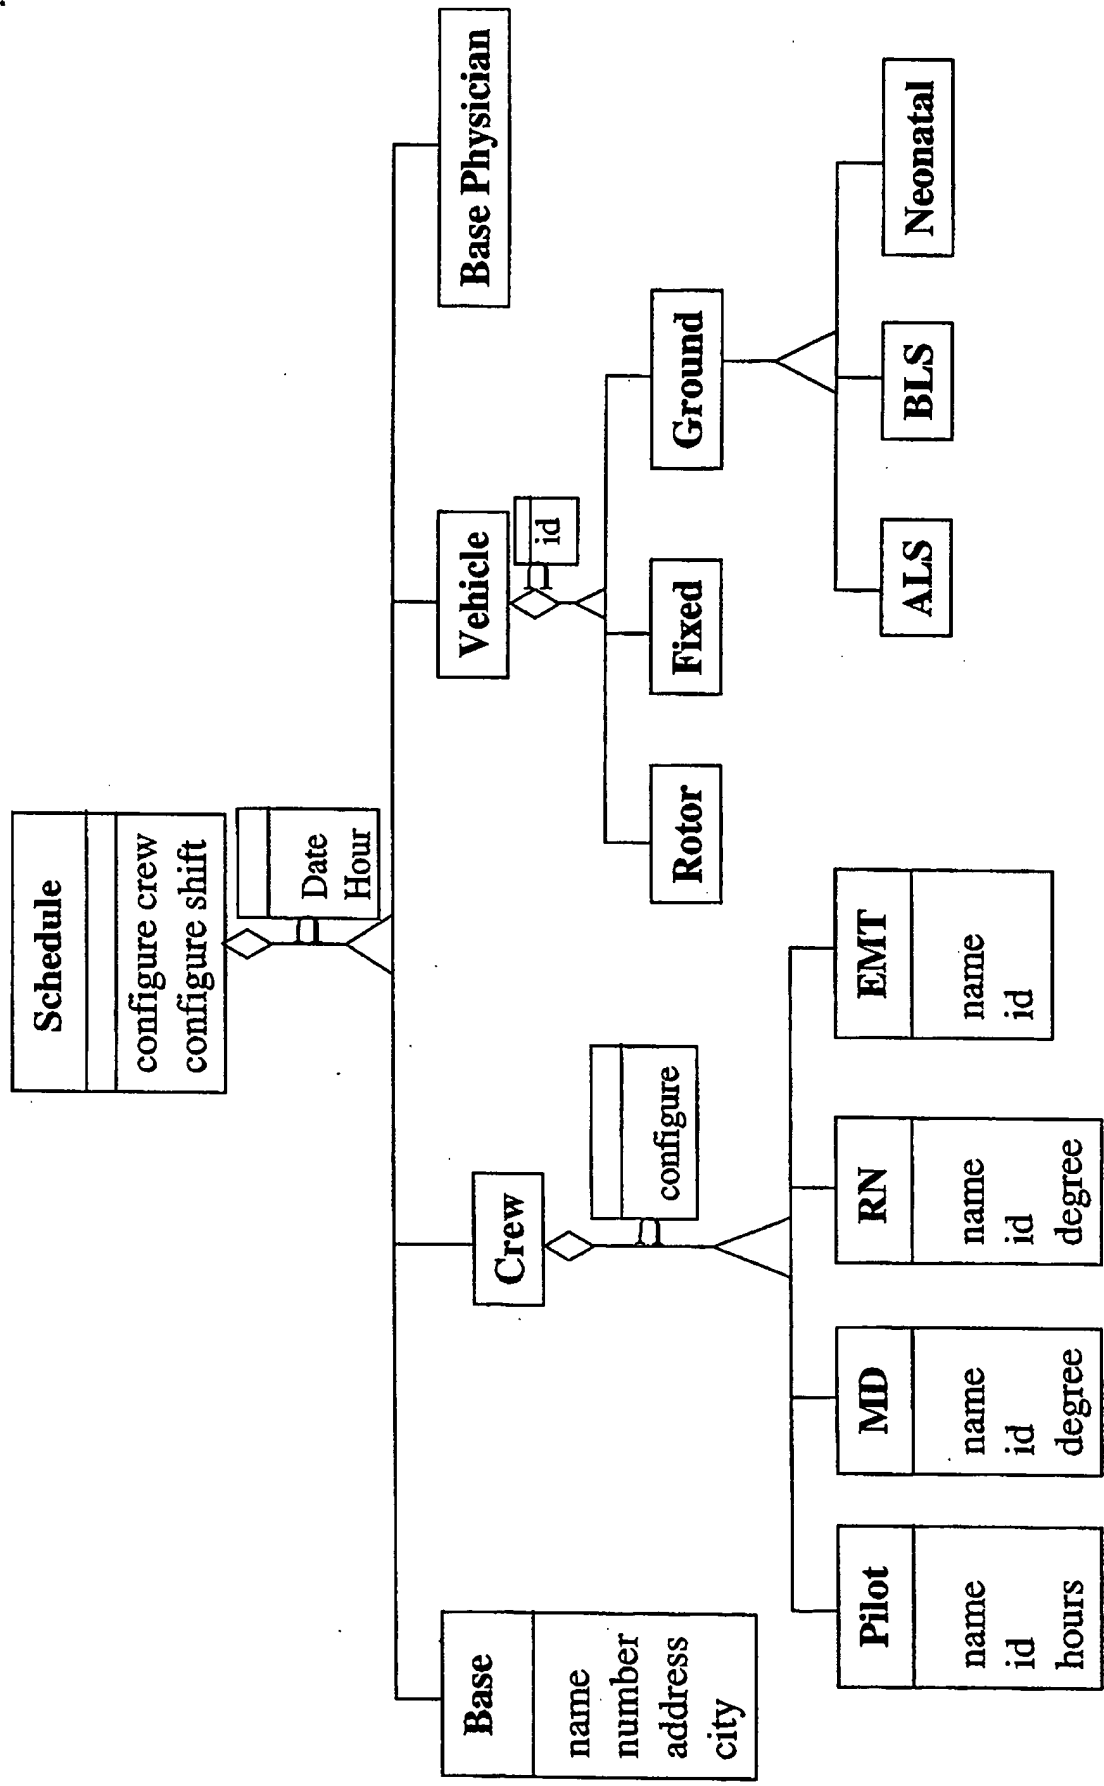 Schedule
configure crew
configure shift
Date
Hour
Base
name
number
address
city
Crew
configure
Vehicle
id
Base Physician
Pilot
name
id
hours
MD
name
id
degree
RN
name
id
degree
EMT
name
id
Rotor
Fixed
Ground
ALS
BLS
Neonatal